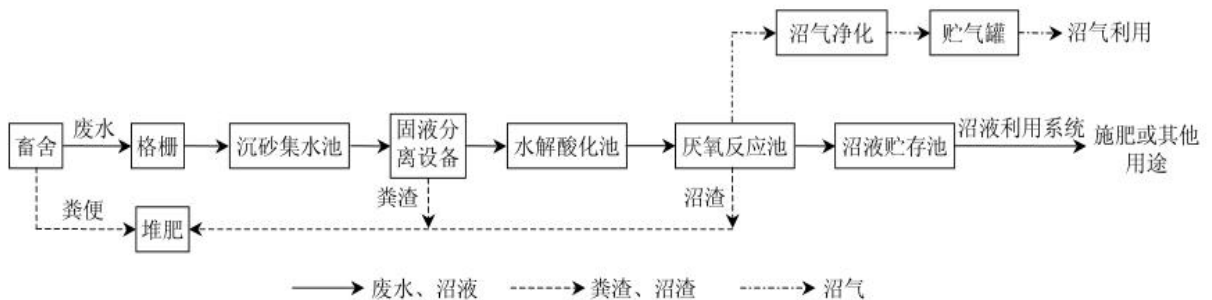 沼气净化
贮气罐
沼气利用
畜舍
废水
格栅
沉砂集水池
固液分
离设备
水解酸化池
厌氧反应池
沼液贮存池
沼液利用系统
施肥或其他
用途
粪便
堆肥
粪渣
沼渣
废水、沼液
粪渣、沼渣
沼气